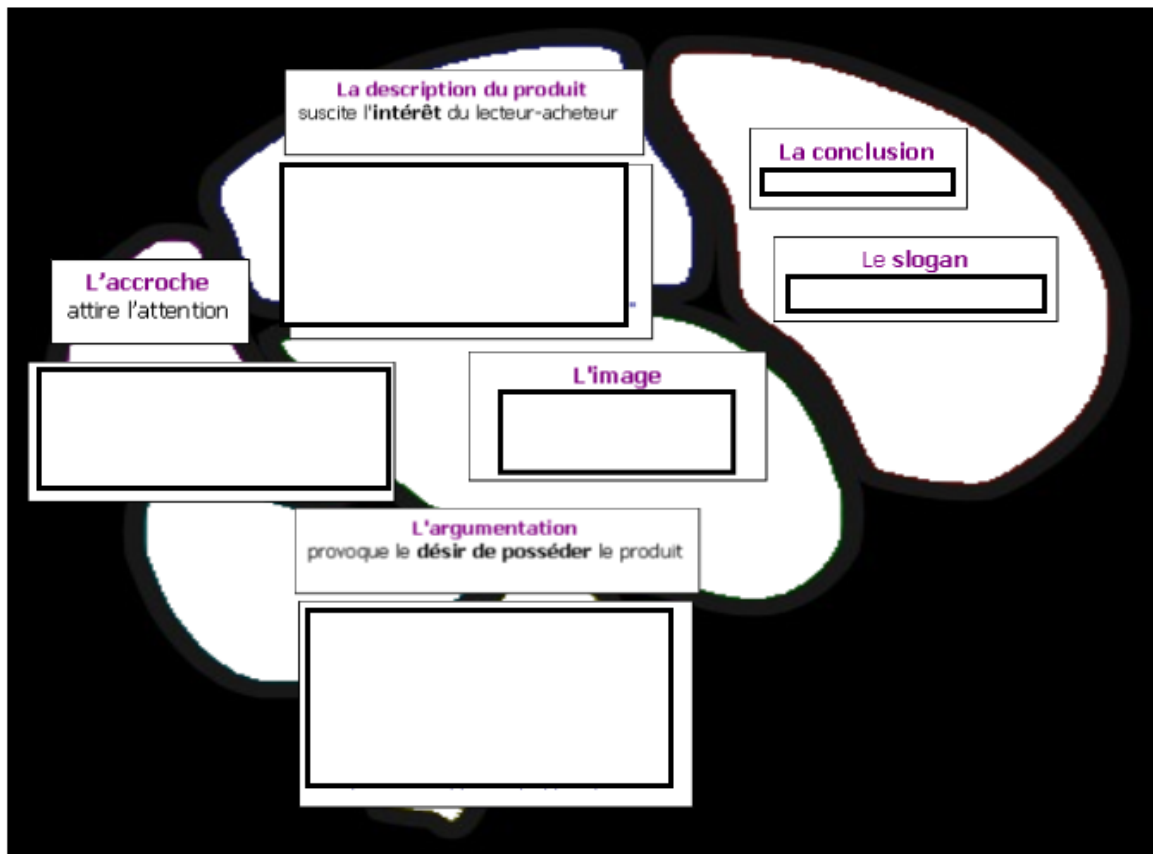 La description du produit
suscite l'intérêt du lecteur-acheteur
La conclusion
Le slogan
L'accroche
attire l'attention
L'image
L'argumentation
provoque le désir de posséder le produit